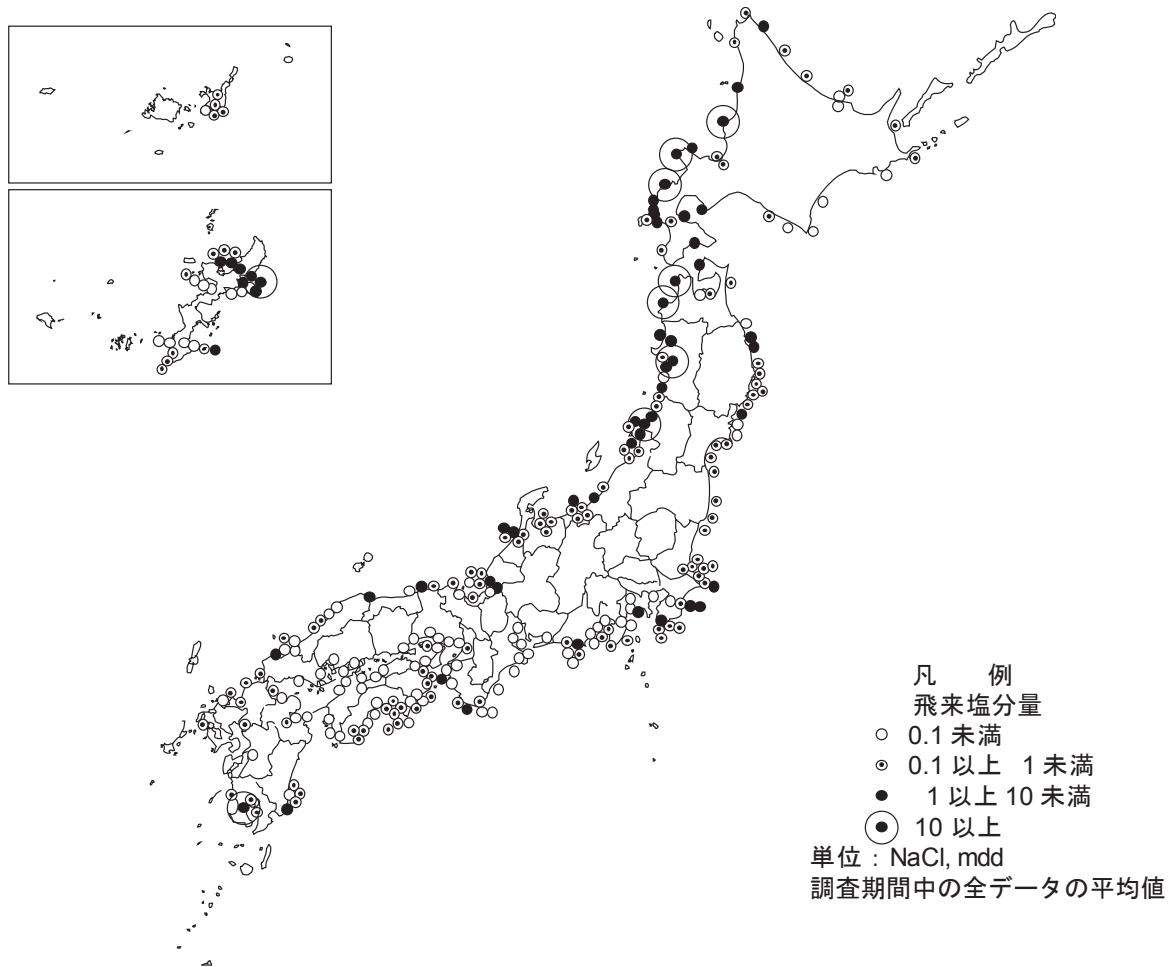 凡 例
飛来塩分量
0.1 未満
0.1 以上 1 未満
1 以上 10 未満
10 以上
単位：NaCl, mdd
調査期間中の全データの平均値